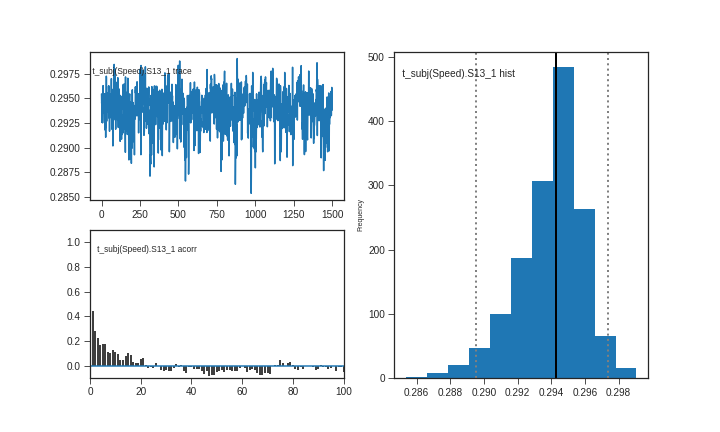 t_subj(Speed).S13_1 trace
0.2975
0.2950
0.2925
0.2900
0.2875
0.2850
0 250 500 750 1000 1250 1500
t_subj(Speed).S13_1 acorr
1.0
0.8
0.6
0.4
0.2
0.0
0 20 40 60 80 100
t_subj(Speed).S13_1 hist
Frequency
500
400
300
200
100
0
0.286 0.288 0.290 0.292 0.294 0.296 0.298